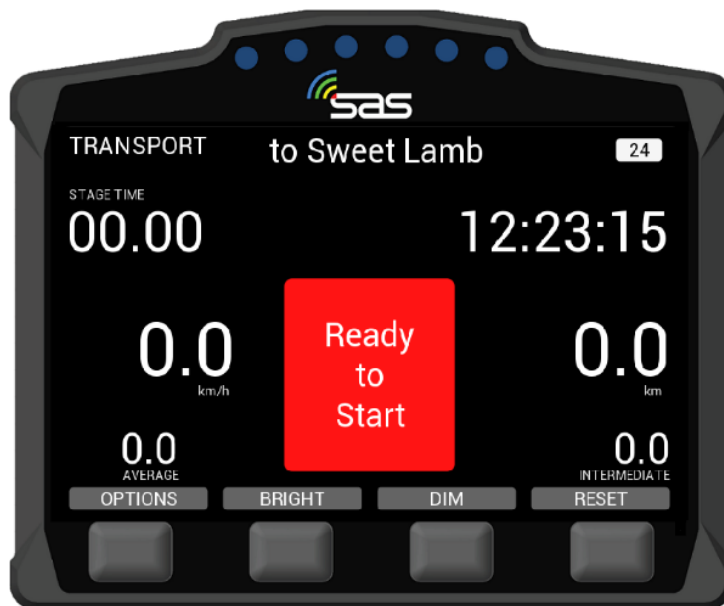 sas
TRANSPORT to Sweet Lamb 24
STAGE TIME
00.00 12:23:15
Ready
to
Start
0.0 0.0
km/h km
0.0 0.0
AVERAGE INTERMEDIATE
OPTIONS BRIGHT DIM RESET